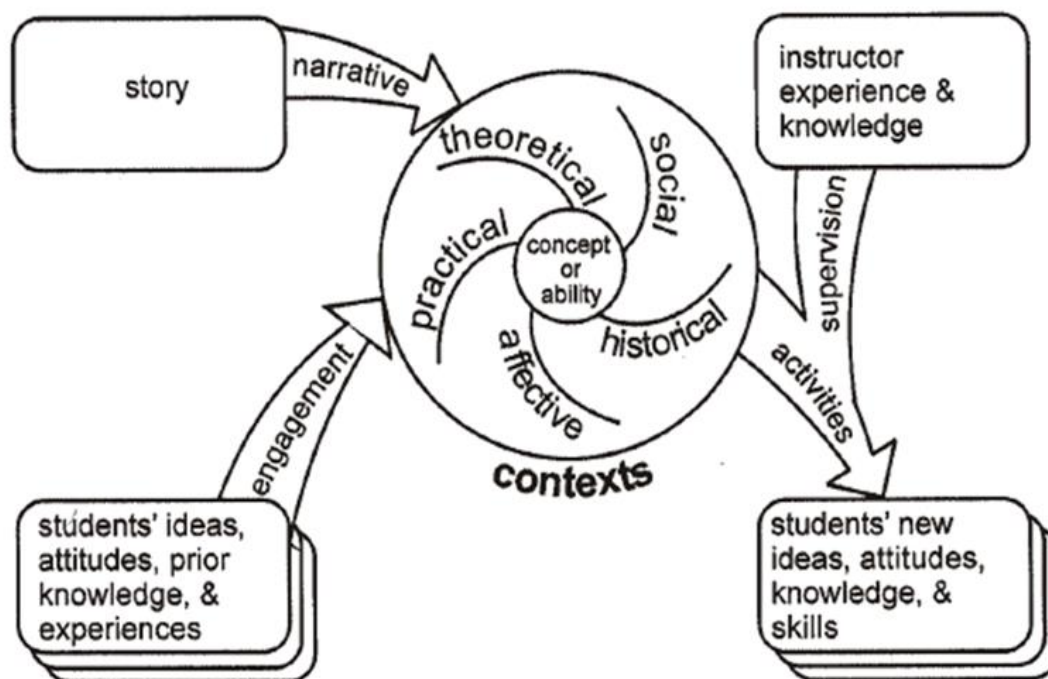 story
narrative
instructor
experience &
knowledge
theoretical
social
practical
concept
or
ability
historical
affective
contexts
supervision
activities
engagement
students' ideas,
attitudes, prior
knowledge, &
experiences
students' new
ideas, attitudes,
knowledge, &
skills